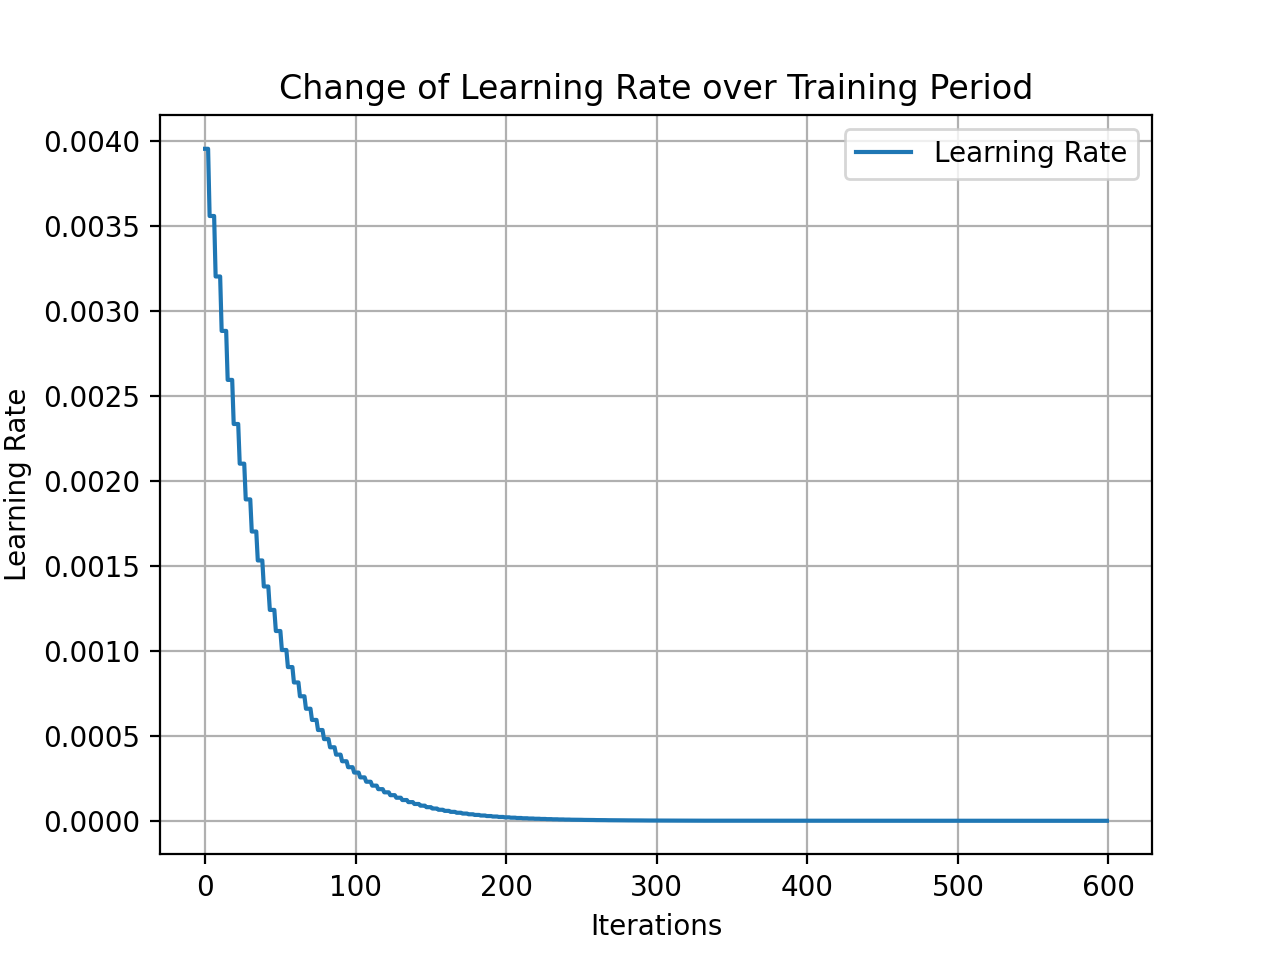 Change of Learning Rate over Training Period
Learning Rate
0.0040
0.0035
0.0030
0.0025
0.0020
0.0015
0.0010
0.0005
0.0000
Learning Rate
0 100 200 300 400 500 600
Iterations